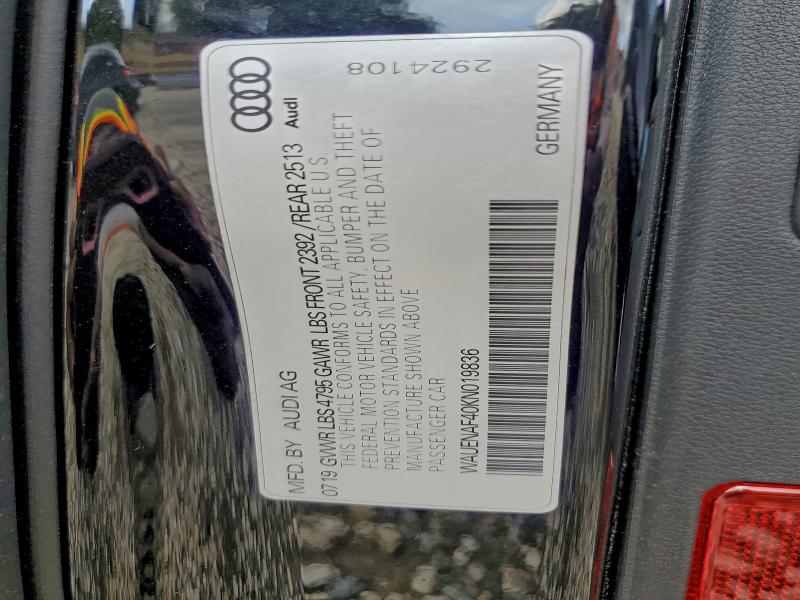 MFD. BY AUDI AG
0719 GVWR LBS 4795 GAWR LBS FRONT 2392/REAR 2513
Audi
THIS VEHICLE CONFORMS TO ALL APPLICABLE U.S.
FEDERAL MOTOR VEHICLE SAFETY, BUMPER AND THEFT
PREVENTION STANDARDS IN EFFECT ON THE DATE OF
MANUFACTURE SHOWN ABOVE
PASSENGER CAR
WAUENAF40KN019836
GERMANY
2924108